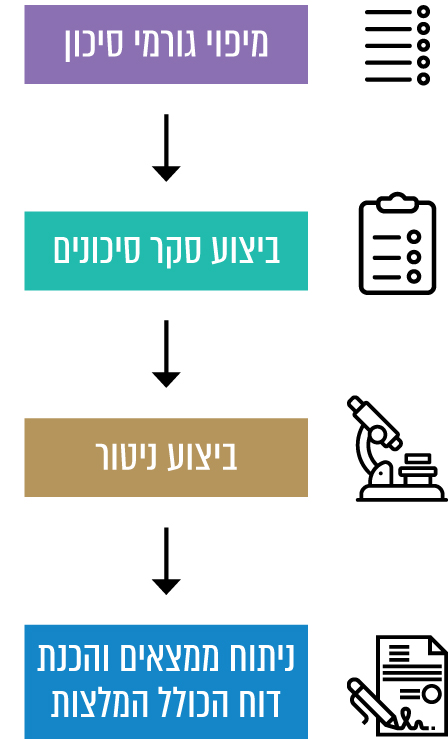 מיפוי גורמי סיכון
ביצוע סקר סיכונים
ביצוע ניטור
ניתוח ממצאים והכנת
דוח הכולל המלצות